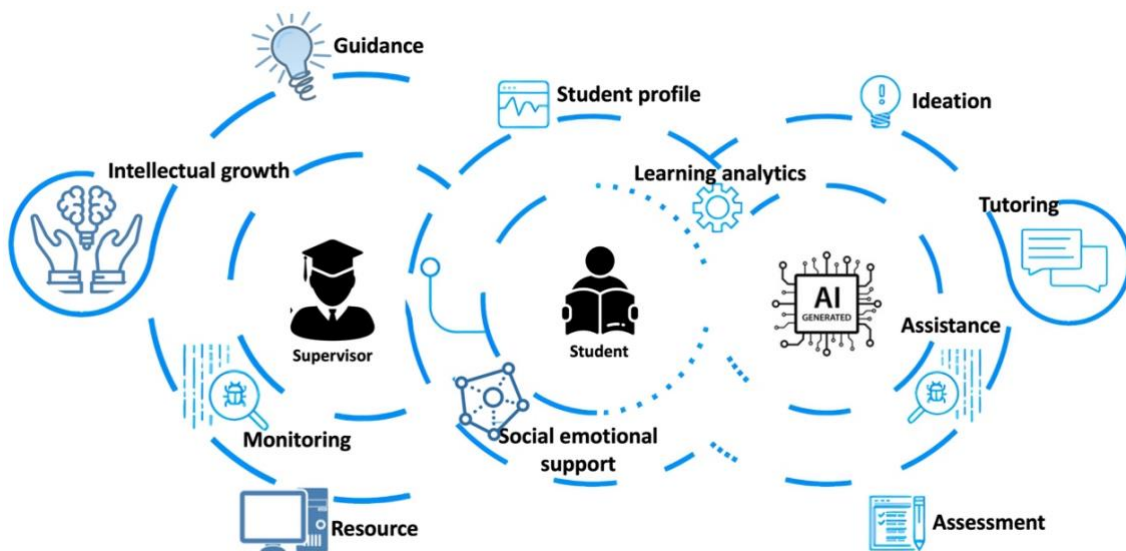 Guidance
Student profile
Ideation
Intellectual growth
Learning analytics
Tutoring
AI
GENERATED
Assistance
Supervisor
Student
Monitoring
Social emotional
support
Resource
Assessment